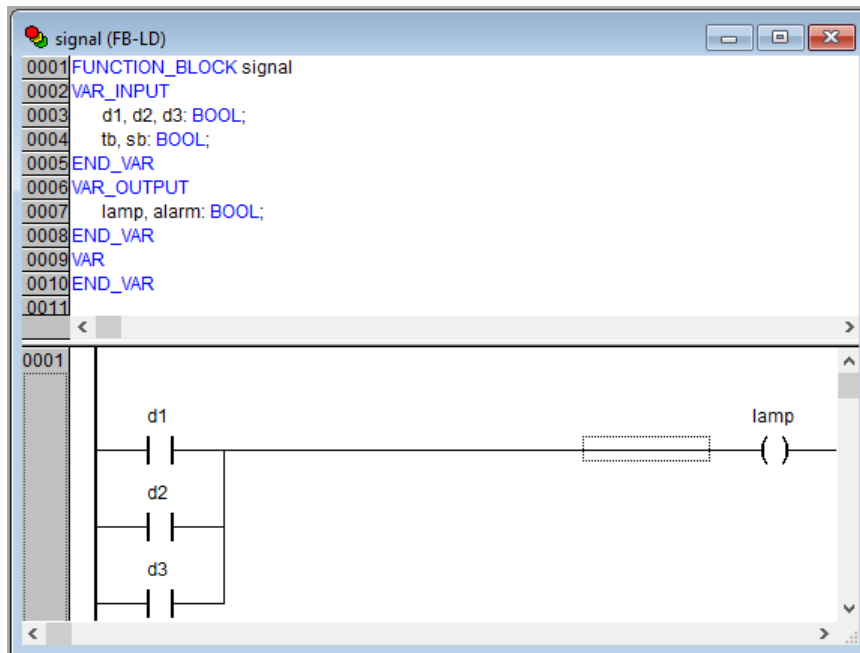 signal (FB-LD)
0001 FUNCTION_BLOCK signal
0002 VAR_INPUT
0003 d1, d2, d3: BOOL;
0004 tb, sb: BOOL;
0005 END_VAR
0006 VAR_OUTPUT
0007 lamp, alarm: BOOL;
0008 END_VAR
0009 VAR
0010 END_VAR
0011
0001
d1 lamp
d2
d3